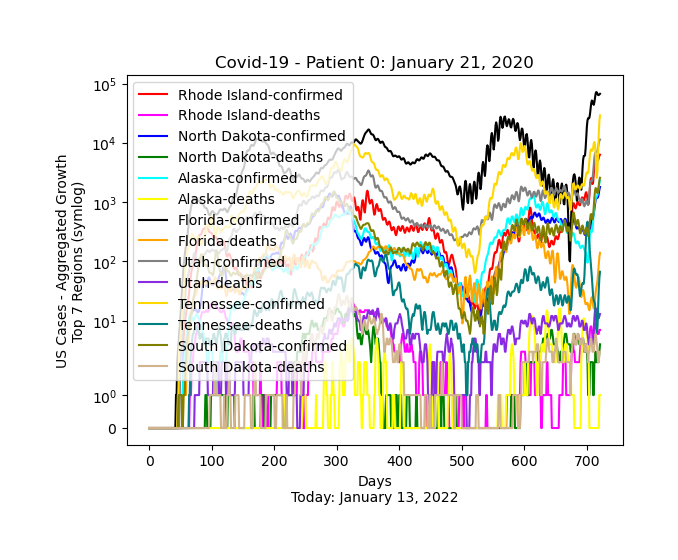 Covid-19 - Patient 0: January 21, 2020
US Cases - Aggregated Growth
Top 7 Regions (symlog)
10^5
10^4
10^3
10^2
10^1
10^0
0
Rhode Island-confirmed
Rhode Island-deaths
North Dakota-confirmed
North Dakota-deaths
Alaska-confirmed
Alaska-deaths
Florida-confirmed
Florida-deaths
Utah-confirmed
Utah-deaths
Tennessee-confirmed
Tennessee-deaths
South Dakota-confirmed
South Dakota-deaths
0 100 200 300 400 500 600 700
Days
Today: January 13, 2022